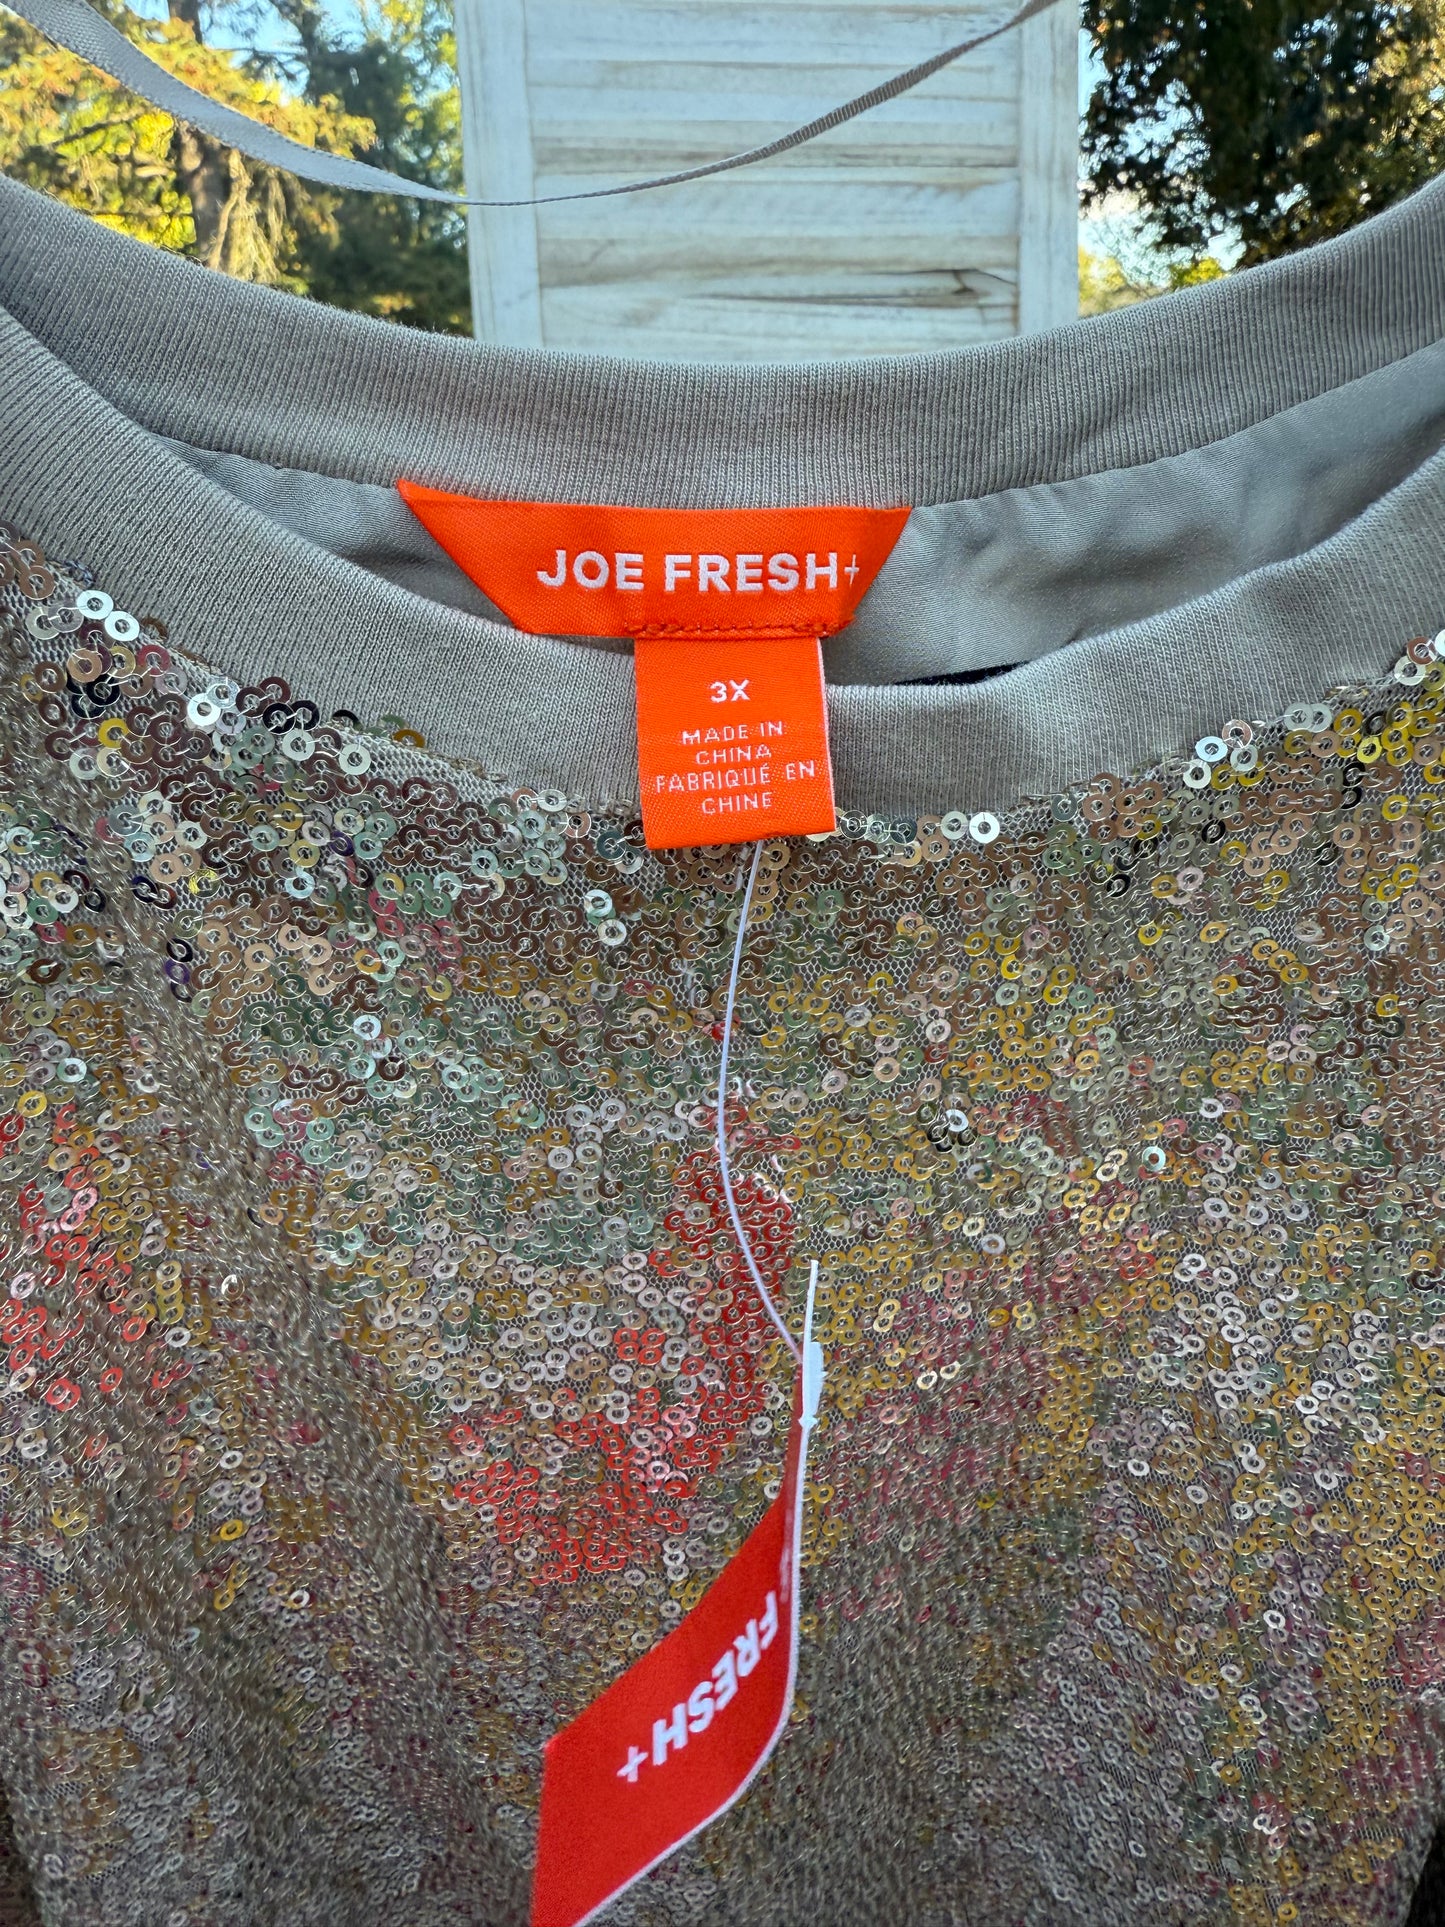 JOE FRESH+
3X
MADE IN
CHINA
FABRIQUÉ EN
CHINE
FRESH+